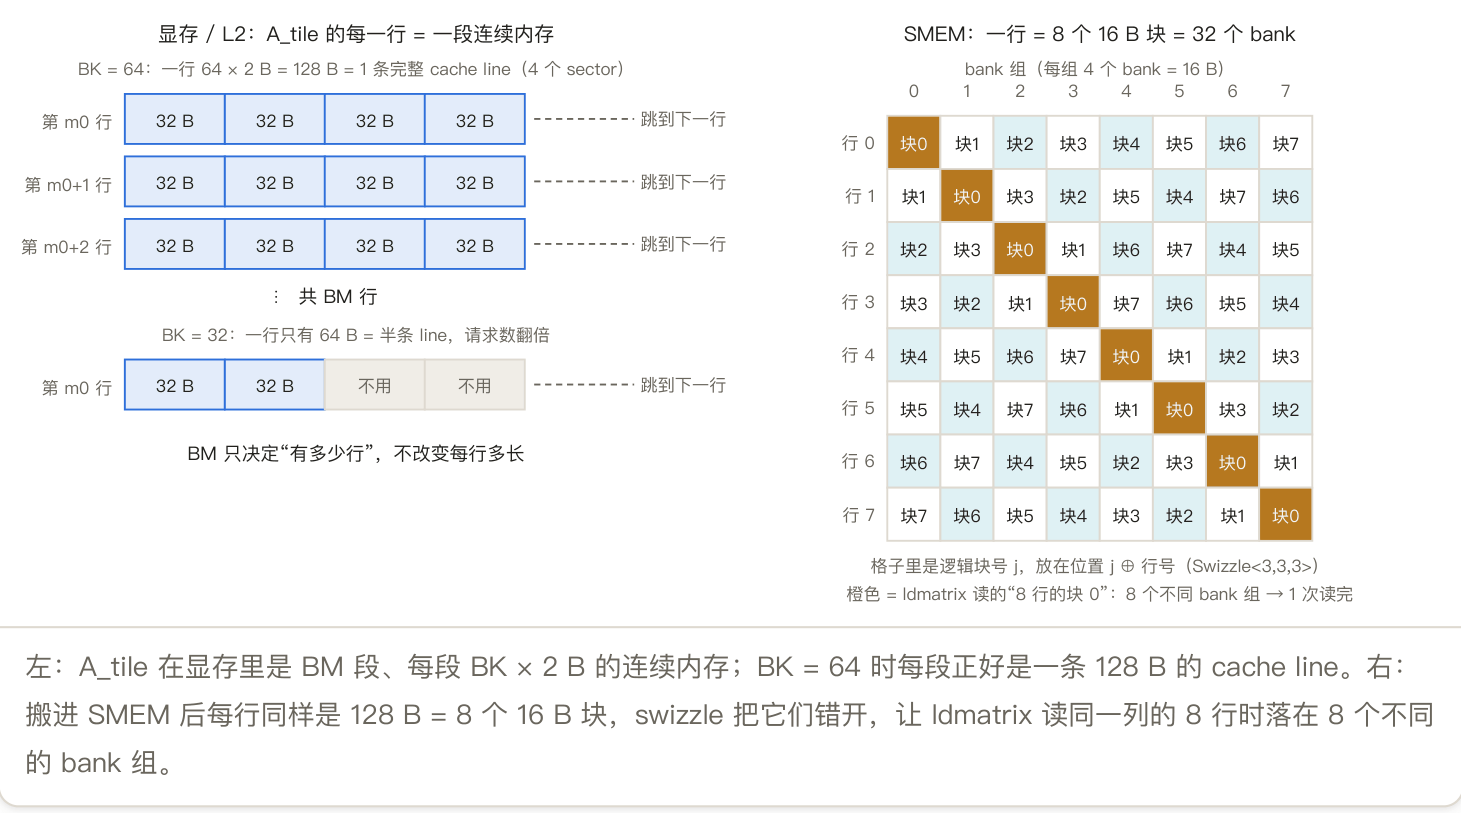 显存 / L2：A_tile 的每一行 = 一段连续内存
BK = 64：一行 64 × 2 B = 128 B = 1 条完整 cache line（4 个 sector）
第 m0 行 32 B 32 B 32 B 32 B 跳到下一行
第 m0+1 行 32 B 32 B 32 B 32 B 跳到下一行
第 m0+2 行 32 B 32 B 32 B 32 B 跳到下一行
⋮ 共 BM 行
BK = 32：一行只有 64 B = 半条 line，请求数翻倍
第 m0 行 32 B 32 B 不用 不用 跳到下一行
BM 只决定“有多少行”，不改变每行多长
SMEM：一行 = 8 个 16 B 块 = 32 个 bank
bank 组（每组 4 个 bank = 16 B）
0 1 2 3 4 5 6 7
行 0 块0 块1 块2 块3 块4 块5 块6 块7
行 1 块1 块0 块3 块2 块5 块4 块7 块6
行 2 块2 块3 块0 块1 块6 块7 块4 块5
行 3 块3 块2 块1 块0 块7 块6 块5 块4
行 4 块4 块5 块6 块7 块0 块1 块2 块3
行 5 块5 块4 块7 块6 块1 块0 块3 块2
行 6 块6 块7 块4 块5 块2 块3 块0 块1
行 7 块7 块6 块5 块4 块3 块2 块1 块0
格子里是逻辑块号 j，放在位置 j ⊕ 行号（Swizzle<3,3,3>）
橙色 = ldmatrix 读的“8 行的块 0”：8 个不同 bank 组 → 1 次读完
左：A_tile 在显存里是 BM 段、每段 BK × 2 B 的连续内存；BK = 64 时每段正好是一条 128 B 的 cache line。右：
搬进 SMEM 后每行同样是 128 B = 8 个 16 B 块，swizzle 把它们错开，让 ldmatrix 读同一列的 8 行时落在 8 个不同
的 bank 组。